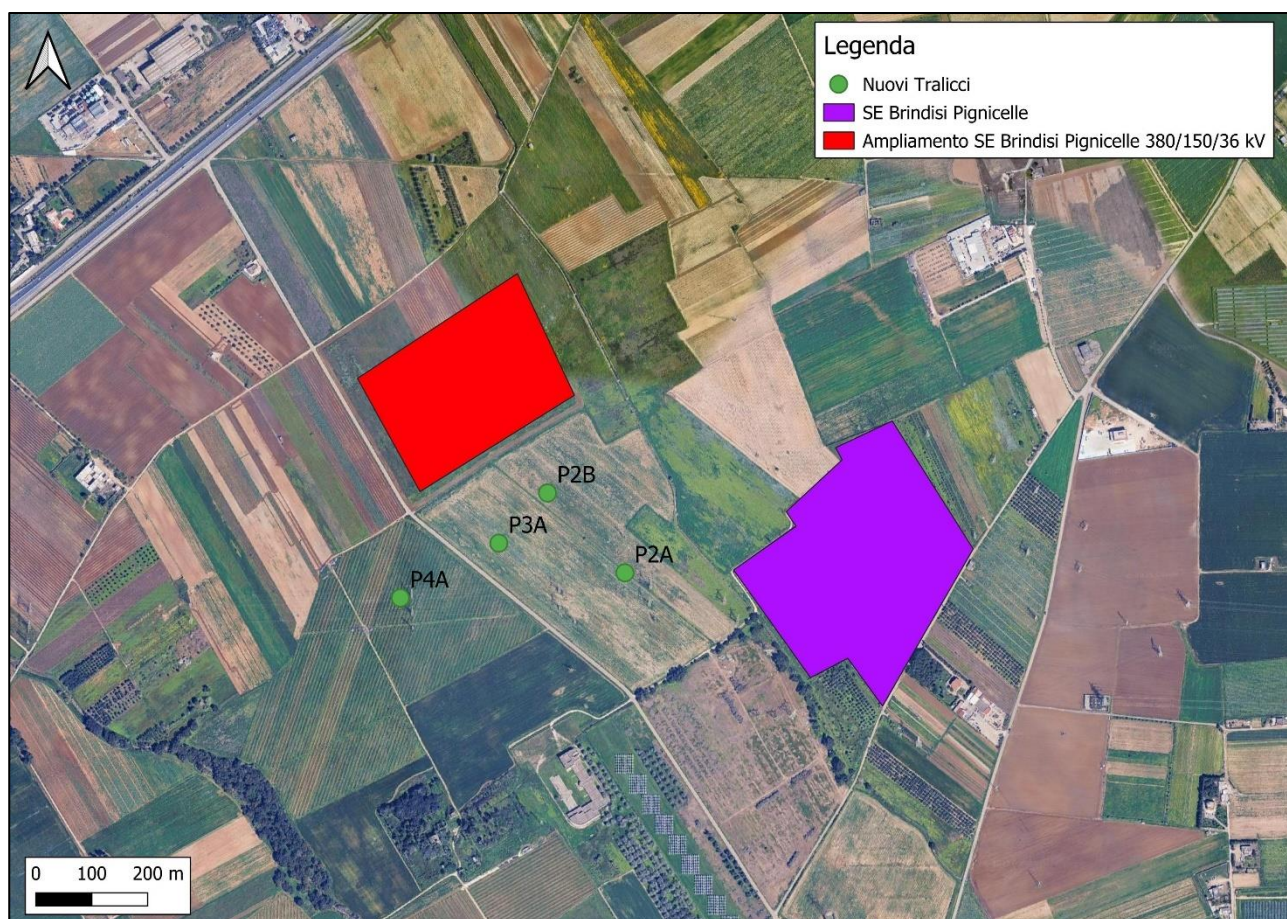 Legenda
Nuovi Tralicci
SE Brindisi Pignicelle
Ampliamento SE Brindisi Pignicelle 380/150/36 kV
P2B
P3A
P2A
P4A
0 100 200 m